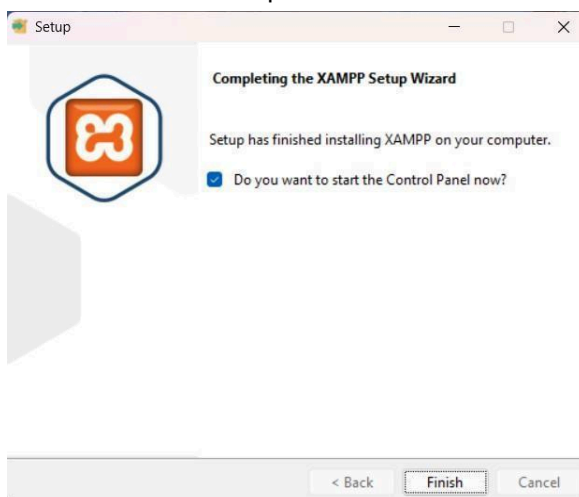 Setup
Completing the XAMPP Setup Wizard
Setup has finished installing XAMPP on your computer.
Do you want to start the Control Panel now?
< Back Finish Cancel